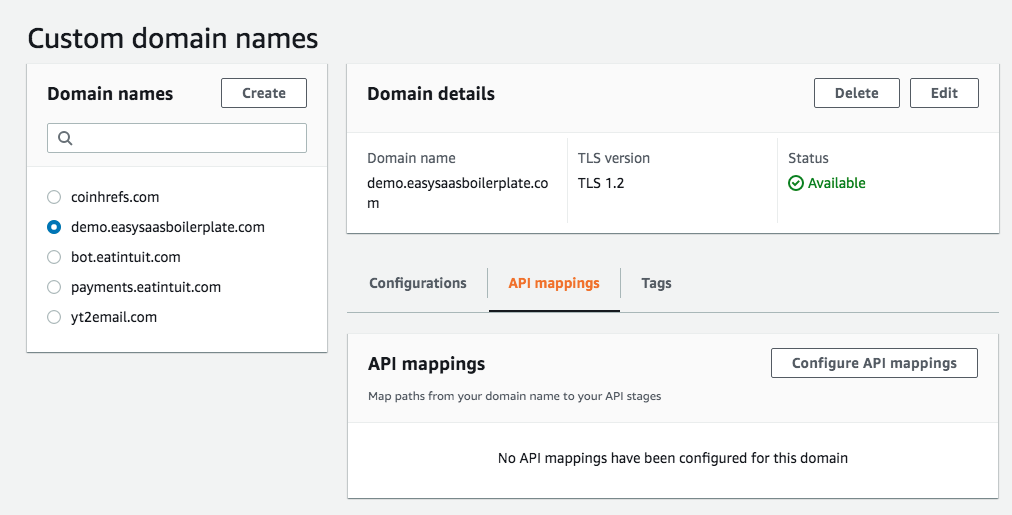 Custom domain names
Domain names
Create
coinhrefs.com
demo.easysaasboilerplate.com
bot.eatintuit.com
payments.eatintuit.com
yt2email.com
Domain details
Delete
Edit
Domain name
demo.easysaasboilerplate.co
m
TLS version
TLS 1.2
Status
Available
Configurations
API mappings
Tags
API mappings
Configure API mappings
Map paths from your domain name to your API stages
No API mappings have been configured for this domain